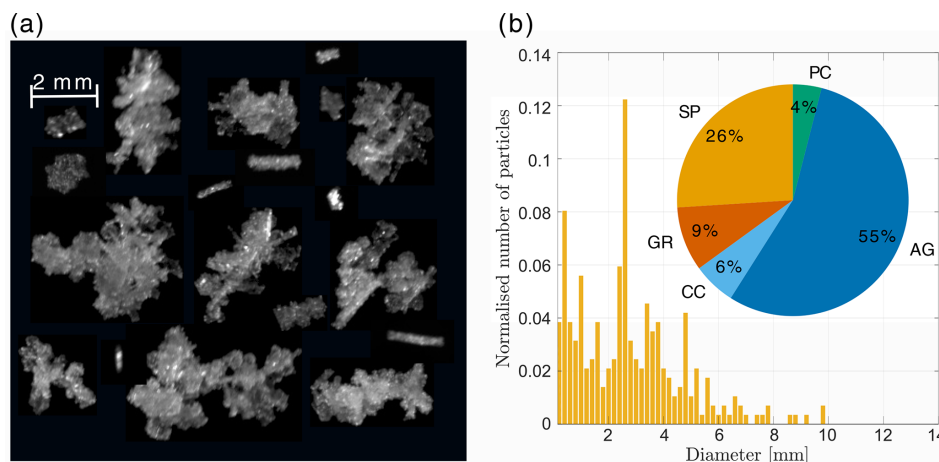 (a)
2 mm
(b)
Normalised number of particles
0.14
0.12
0.1
0.08
0.06
0.04
0.02
0
2
4
6
8
10
12
14
Diameter [mm]
PC
4%
SP
26%
GR
9%
CC
6%
55%
AG